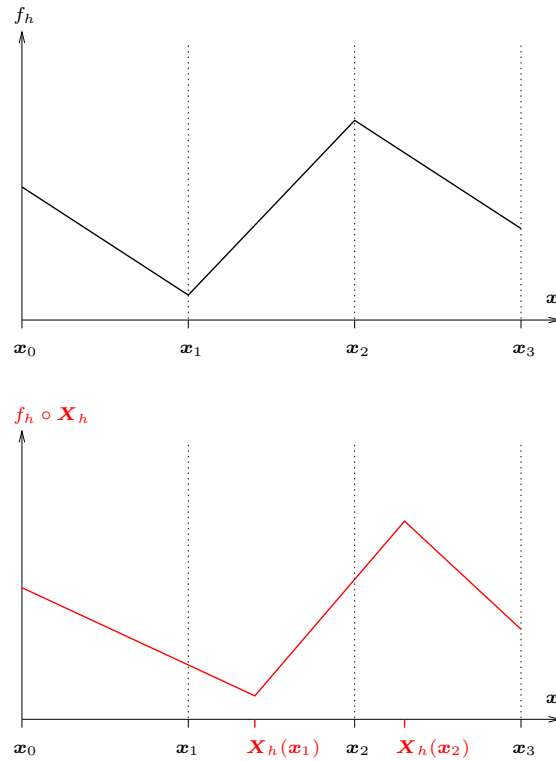 f_h
x
x_0 x_1 x_2 x_3
f_h ∘ X_h
x
x_0 x_1 X_h(x_1) x_2 X_h(x_2) x_3